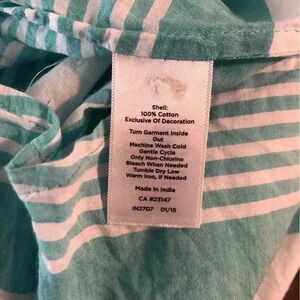 Shell:
100% Cotton
Exclusive Of Decoration
Turn Garment Inside
Out
Machine Wash Cold
Gentle Cycle
Only Non-Chlorine
Bleach When Needed
Tumble Dry Low
Warm Iron, If Needed
Made In India
CA #23147
IN2707 01/15